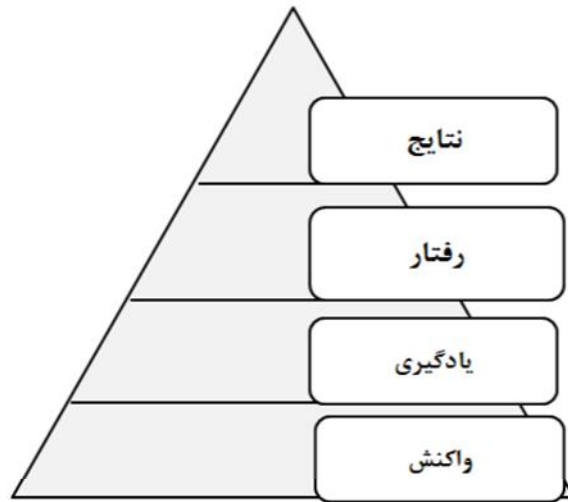 نتایج
رفتار
یادگیری
واکنش